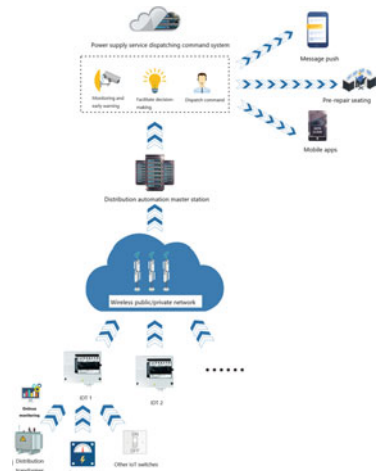 Power supply service dispatching command system
Message push
Monitoring and
early warning
Facilitate decision-
making
Dispatch command
Pre-repair seating
Mobile apps
Distribution automation master station
Wireless public/private network
IDT 1
IDT 2
Online
monitoring
Distribution
Other IoT switches